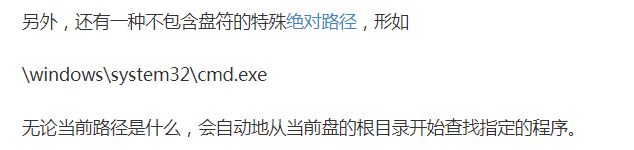 另外，还有一种不包含盘符的特殊绝对路径，形如
\windows\system32\cmd.exe
无论当前路径是什么，会自动地从当前盘的根目录开始查找指定的程序。